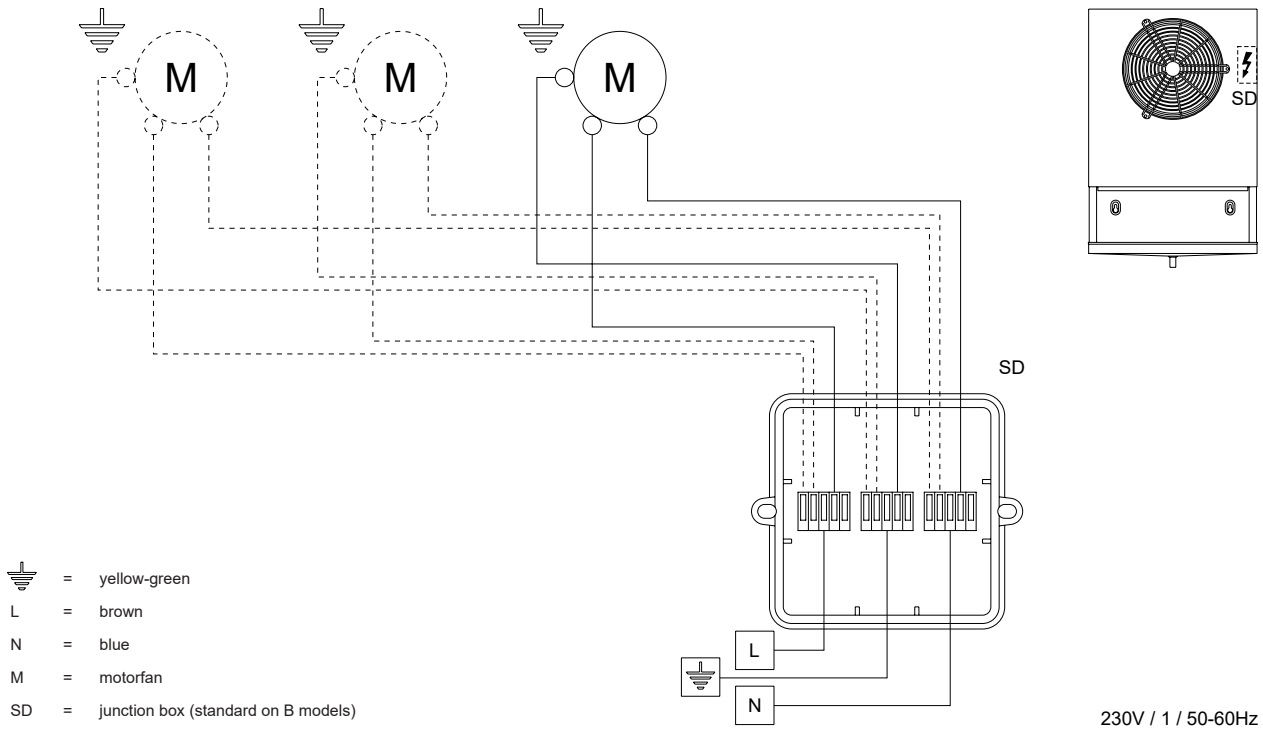 M M M
SD
SD
= yellow-green
L = brown
N = blue
M = motorfan
SD = junction box (standard on B models)
L
N
230V / 1 / 50-60Hz